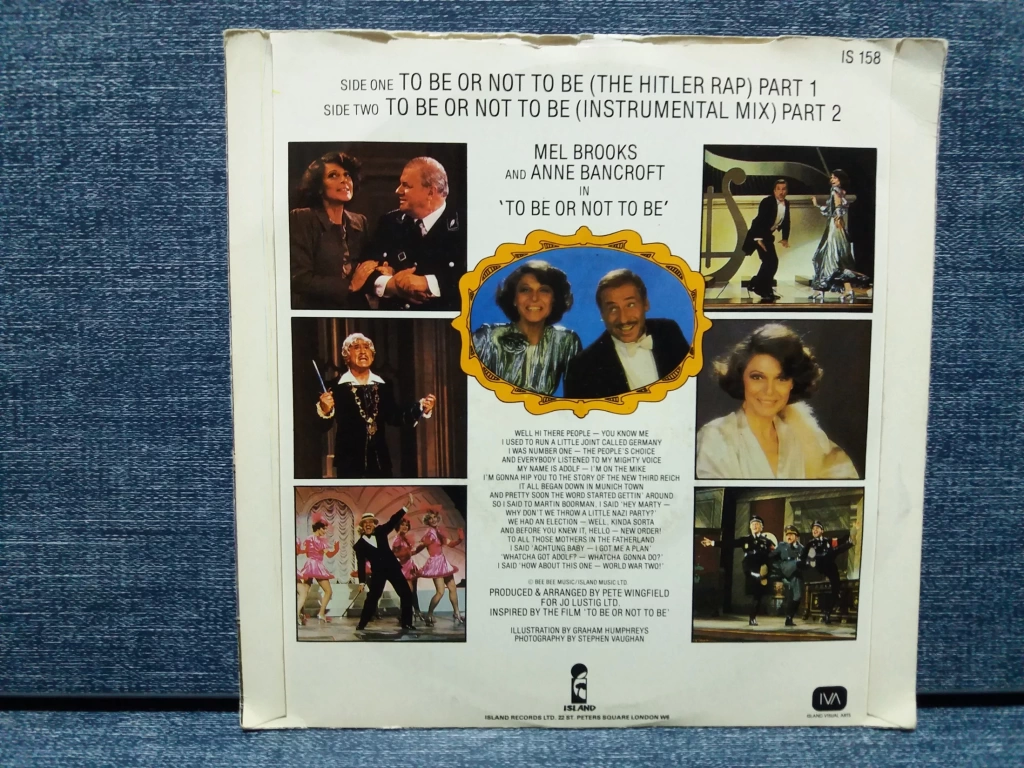 IS 158
SIDE ONE TO BE OR NOT TO BE (THE HITLER RAP) PART 1
SIDE TWO TO BE OR NOT TO BE (INSTRUMENTAL MIX) PART 2
MEL BROOKS
AND ANNE BANCROFT
IN
'TO BE OR NOT TO BE'
WELL HI THERE PEOPLE — YOU KNOW ME
I USED TO RUN A LITTLE JOINT CALLED GERMANY
I WAS NUMBER ONE — THE PEOPLE'S CHOICE
AND EVERYBODY LISTENED TO MY MIGHTY VOICE
MY NAME IS ADOLF — I'M ON THE MIKE
I'M GONNA HIP YOU TO THE STORY OF THE NEW THIRD REICH
IT ALL BEGAN DOWN IN MUNICH TOWN
AND PRETTY SOON THE WORD STARTED GETTIN' AROUND
SO I SAID TO MARTIN BOORMAN, I SAID 'HEY MARTY —
WHY DON'T WE THROW A LITTLE NAZI PARTY?'
WE HAD AN ELECTION — WELL, KINDA SORTA
AND BEFORE YOU KNEW IT, HELLO — NEW ORDER!
TO ALL THOSE MOTHERS IN THE FATHERLAND
I SAID 'ACHTUNG BABY — I GOT ME A PLAN'
'WHATCHA GOT ADOLF? — WHATCHA GONNA DO?'
I SAID 'HOW ABOUT THIS ONE — WORLD WAR TWO!'
© BEE BEE MUSIC/ISLAND MUSIC LTD.
PRODUCED & ARRANGED BY PETE WINGFIELD
FOR JO LUSTIG LTD.
INSPIRED BY THE FILM 'TO BE OR NOT TO BE'
ILLUSTRATION BY GRAHAM HUMPHREYS
PHOTOGRAPHY BY STEPHEN VAUGHAN
ISLAND
ISLAND RECORDS LTD. 22 ST. PETERS SQUARE LONDON W6
IVA
ISLAND VISUAL ARTS